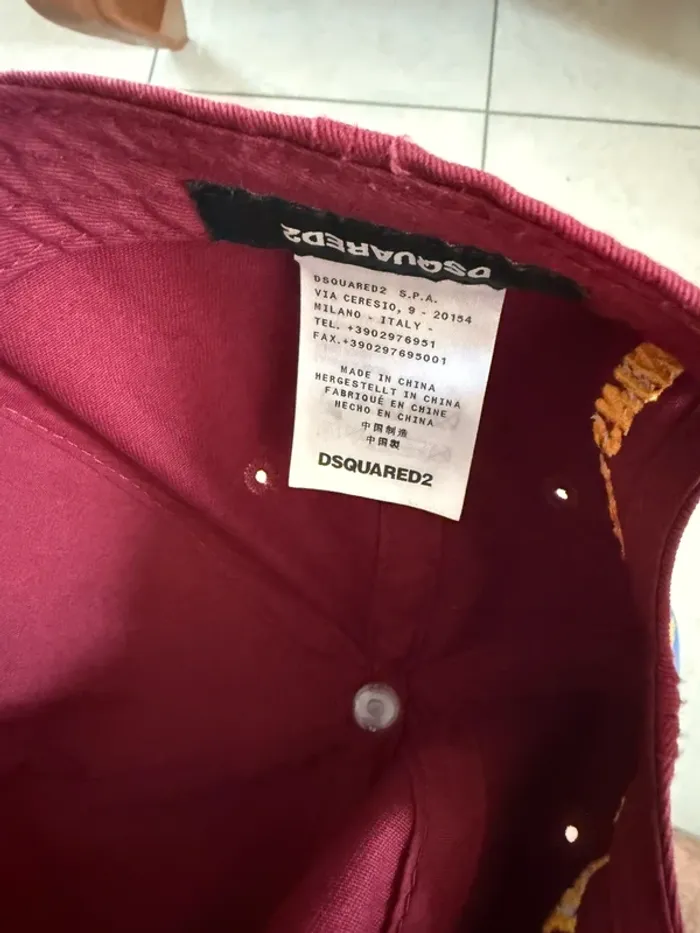 DSQUARED2
DSQUARED2 S.P.A.
VIA CERESIO, 9 - 20154
MILANO - ITALY -
TEL. +3902976951
FAX.+390297695001
MADE IN CHINA
HERGESTELLT IN CHINA
FABRIQUÉ EN CHINE
HECHO EN CHINA
中国制造
中国製
DSQUARED2